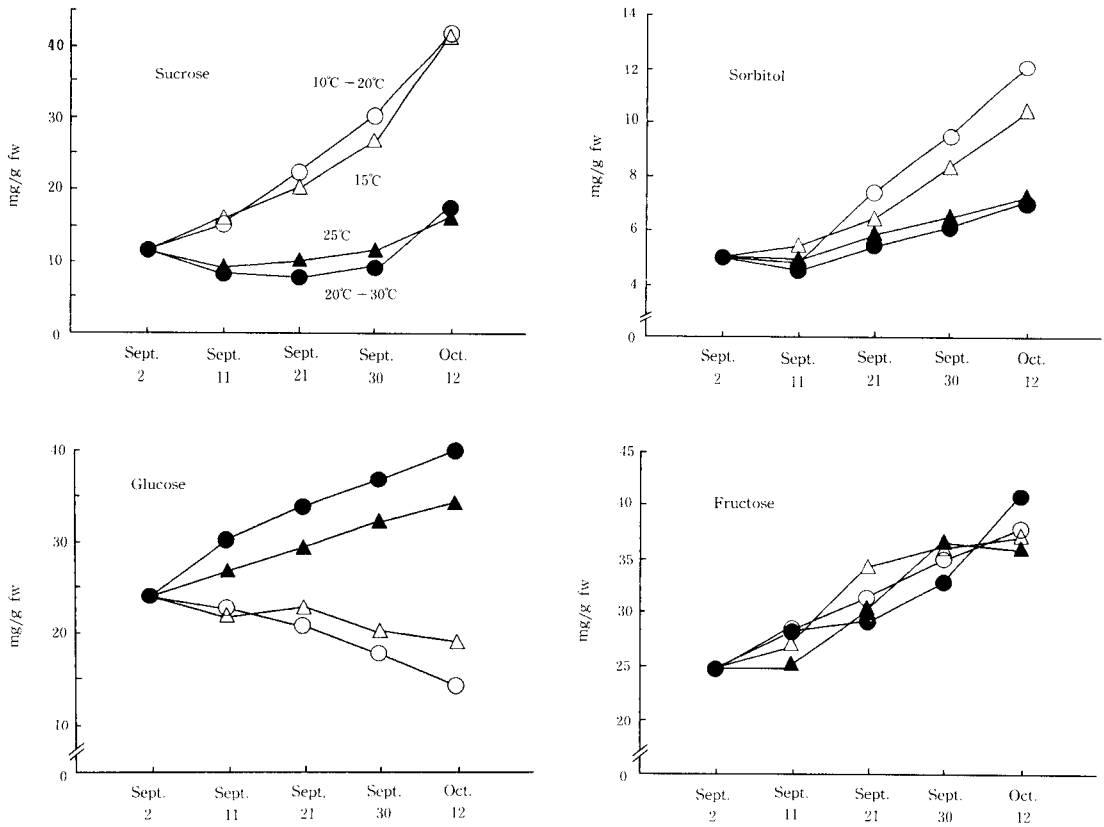 Sucrose
mg/g fw
40
30
20
10
0
10℃－20℃
15℃
25℃
20℃－30℃
Sept. Sept. Sept. Sept. Oct.
2 11 21 30 12
Sorbitol
mg/g fw
14
12
10
8
6
4
0
Sept. Sept. Sept. Sept. Oct.
2 11 21 30 12
Glucose
mg/g fw
40
30
20
10
0
Sept. Sept. Sept. Sept. Oct.
2 11 21 30 12
Fructose
mg/g fw
45
40
35
30
25
20
0
Sept. Sept. Sept. Sept. Oct.
2 11 21 30 12